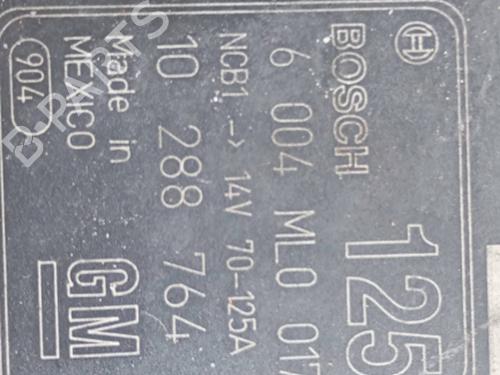 BOSCH 125
6 004 ML0 017
NCB1 -> 14V 70-125A
10 288 764
Made in
MEXICO
904
GM
B-PARTS